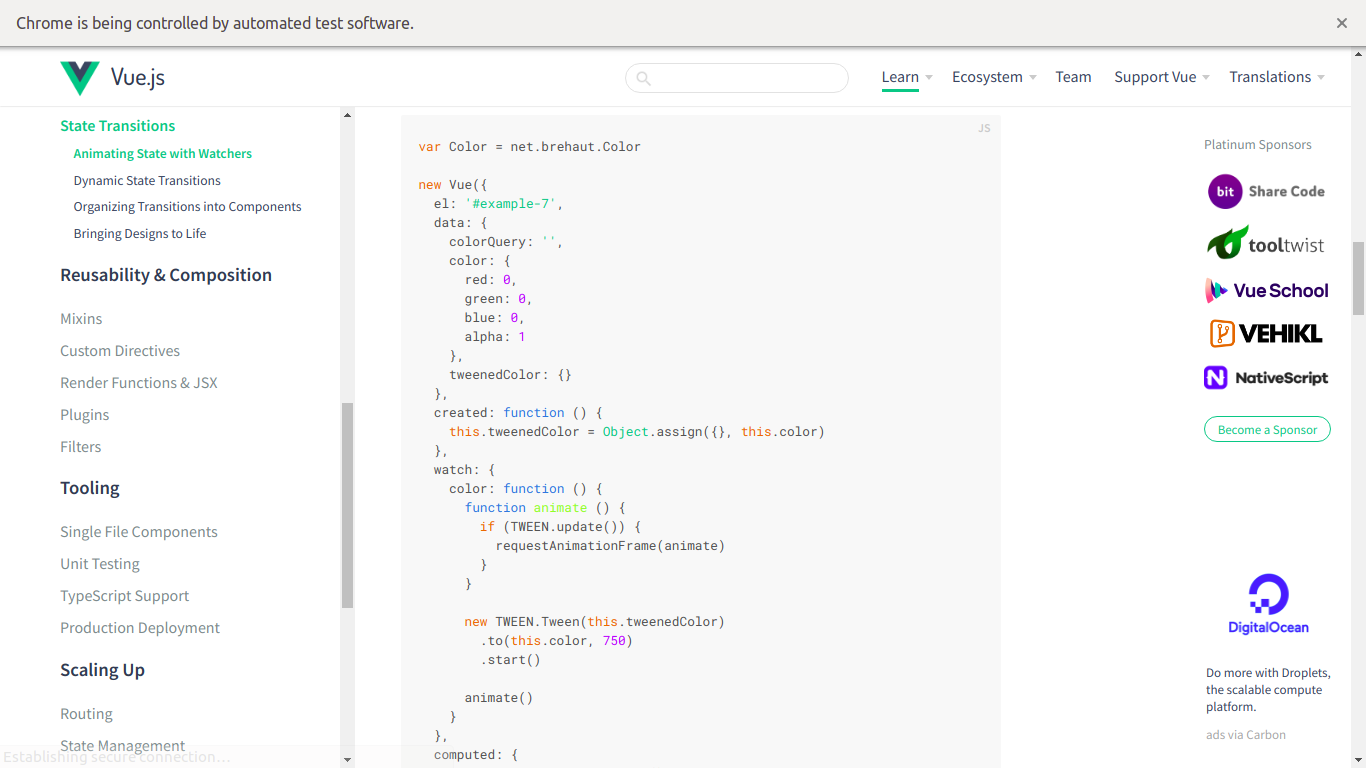 Chrome is being controlled by automated test software.
Vue.js
Learn
Ecosystem
Team
Support Vue
Translations
State Transitions
Animating State with Watchers
Dynamic State Transitions
Organizing Transitions into Components
Bringing Designs to Life
Reusability & Composition
Mixins
Custom Directives
Render Functions & JSX
Plugins
Filters
Tooling
Single File Components
Unit Testing
TypeScript Support
Production Deployment
Scaling Up
Routing
State Management
Establishing secure connection...
JS
var Color = net.brehaut.Color
new Vue({
el: '#example-7',
data: {
colorQuery: '',
color: {
red: 0,
green: 0,
blue: 0,
alpha: 1
},
tweenedColor: {}
},
created: function () {
this.tweenedColor = Object.assign({}, this.color)
},
watch: {
color: function () {
function animate () {
if (TWEEN.update()) {
requestAnimationFrame(animate)
}
}
new TWEEN.Tween(this.tweenedColor)
.to(this.color, 750)
.start()
animate()
}
},
computed: {
Platinum Sponsors
bit Share Code
tooltwist
Vue School
VEHIKL
N NativeScript
Become a Sponsor
DigitalOcean
Do more with Droplets,
the scalable compute
platform.
ads via Carbon